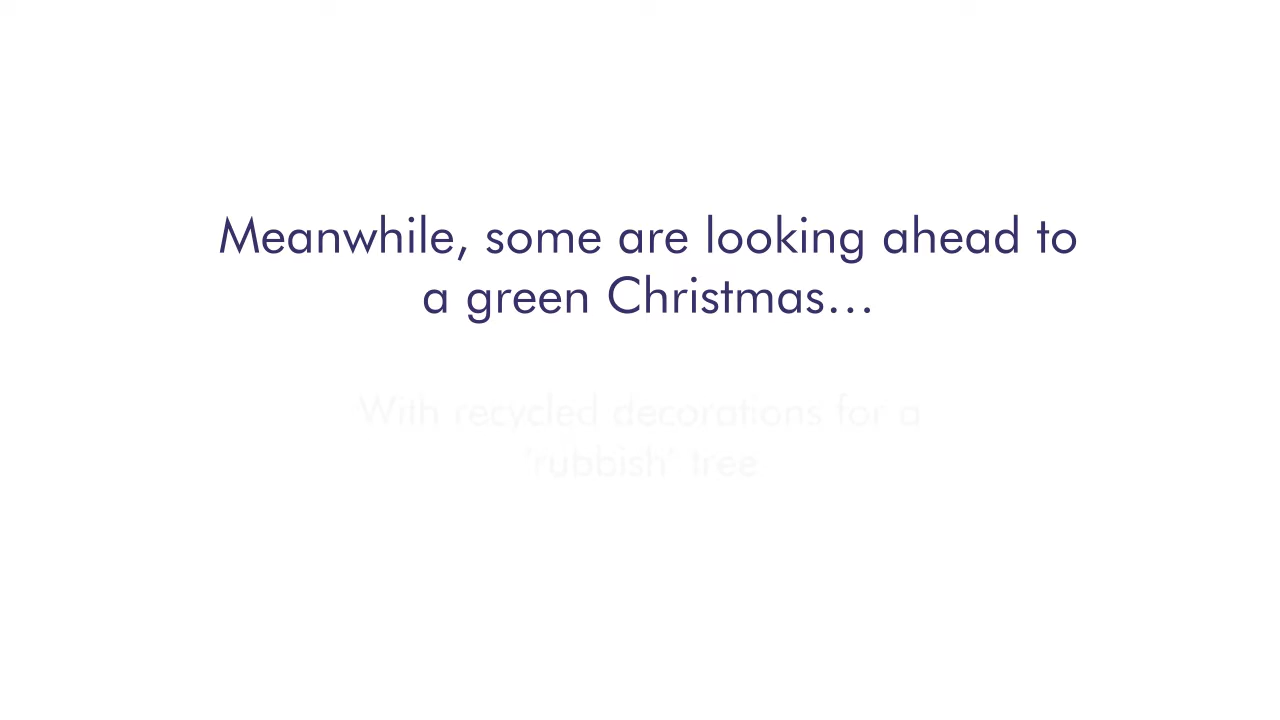 Meanwhile, some are looking ahead to
a green Christmas…
With recycled decorations for a
'rubbish' tree